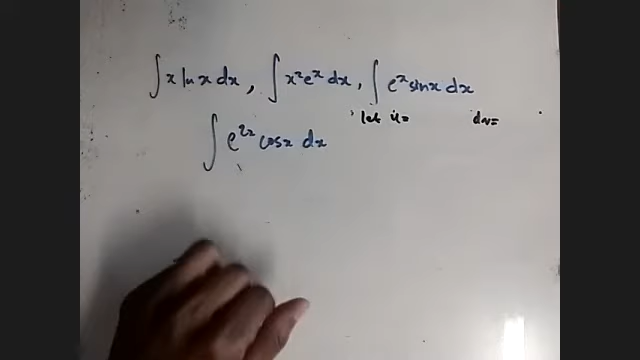 ∫ x ln x dx, ∫ x²eˣ dx, ∫ eˣ sinx dx
let u= dv=
∫ e²ˣ cosx dx